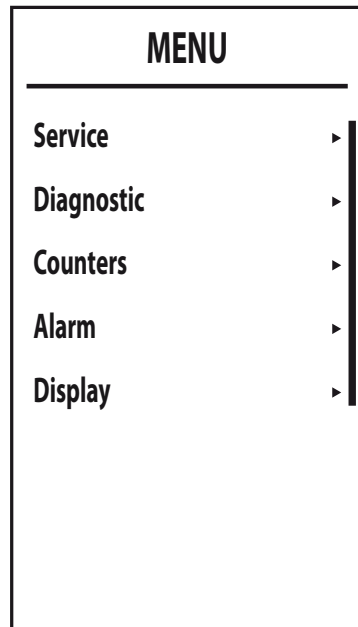 MENU
Service ▸
Diagnostic ▸
Counters ▸
Alarm ▸
Display ▸